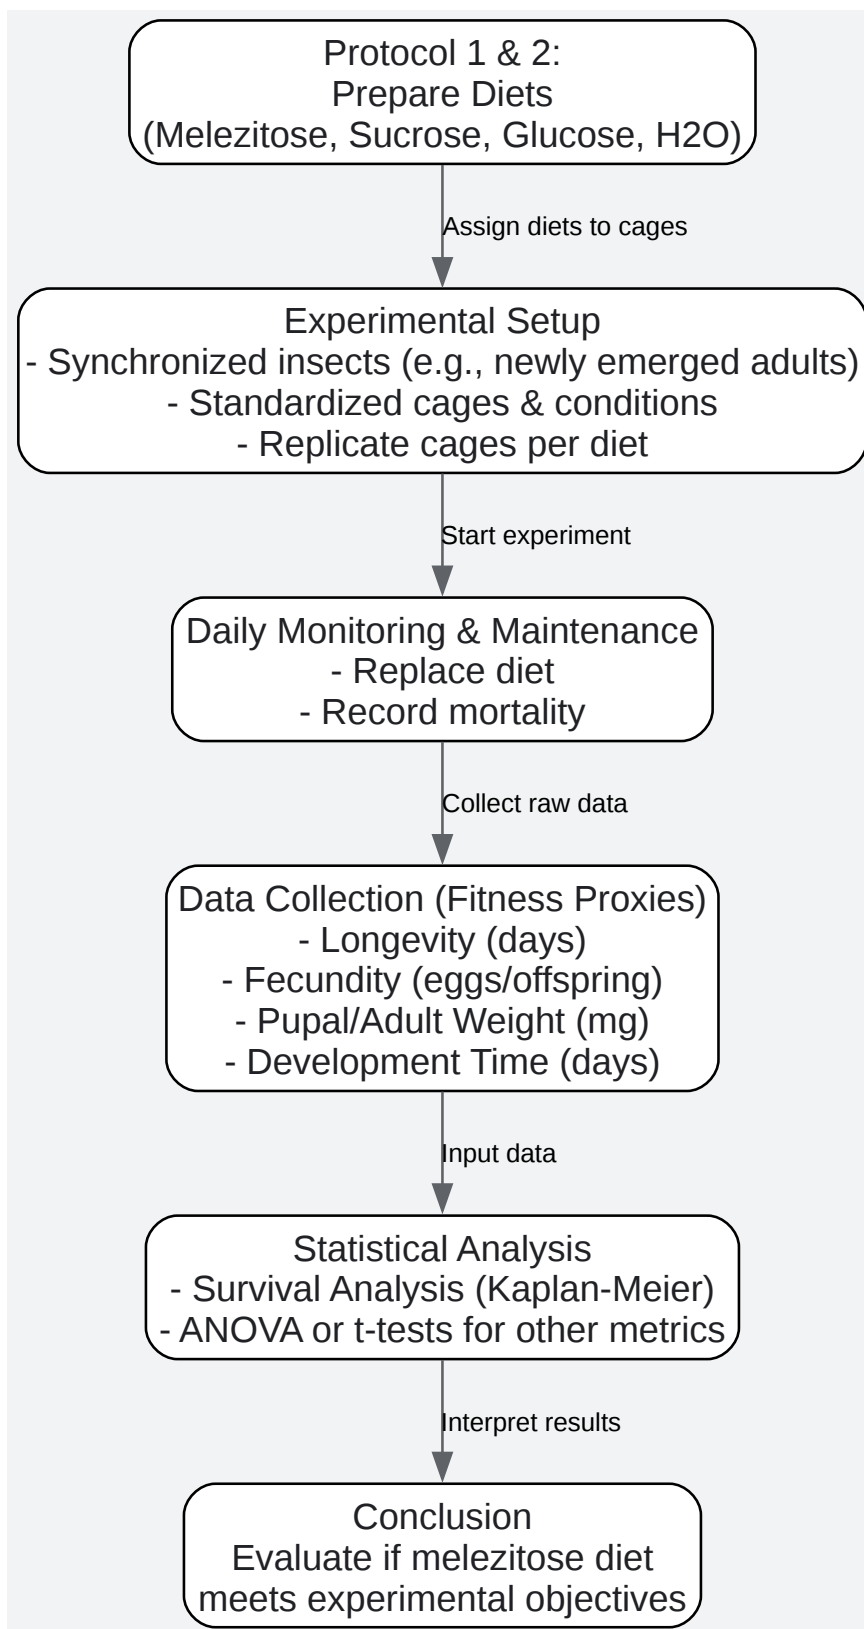 Protocol 1 & 2:
Prepare Diets
(Melezitose, Sucrose, Glucose, H2O)
Assign diets to cages
Experimental Setup
- Synchronized insects (e.g., newly emerged adults)
- Standardized cages & conditions
- Replicate cages per diet
Start experiment
Daily Monitoring & Maintenance
- Replace diet
- Record mortality
Collect raw data
Data Collection (Fitness Proxies)
- Longevity (days)
- Fecundity (eggs/offspring)
- Pupal/Adult Weight (mg)
- Development Time (days)
Input data
Statistical Analysis
- Survival Analysis (Kaplan-Meier)
- ANOVA or t-tests for other metrics
Interpret results
Conclusion
Evaluate if melezitose diet
meets experimental objectives